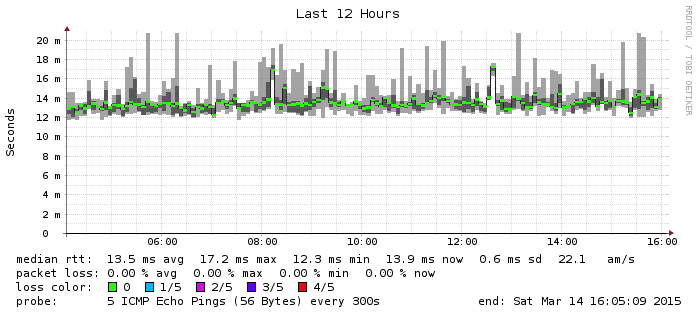 Last 12 Hours
RRDTOOL / TOBI OETIKER
Seconds
20 m
18 m
16 m
14 m
12 m
10 m
8 m
6 m
4 m
2 m
0
06:00 08:00 10:00 12:00 14:00 16:00
median rtt: 13.5 ms avg 17.2 ms max 12.3 ms min 13.9 ms now 0.6 ms sd 22.1 am/s
packet loss: 0.00 % avg 0.00 % max 0.00 % min 0.00 % now
loss color: 0 1/5 2/5 3/5 4/5
probe: 5 ICMP Echo Pings (56 Bytes) every 300s end: Sat Mar 14 16:05:09 2015